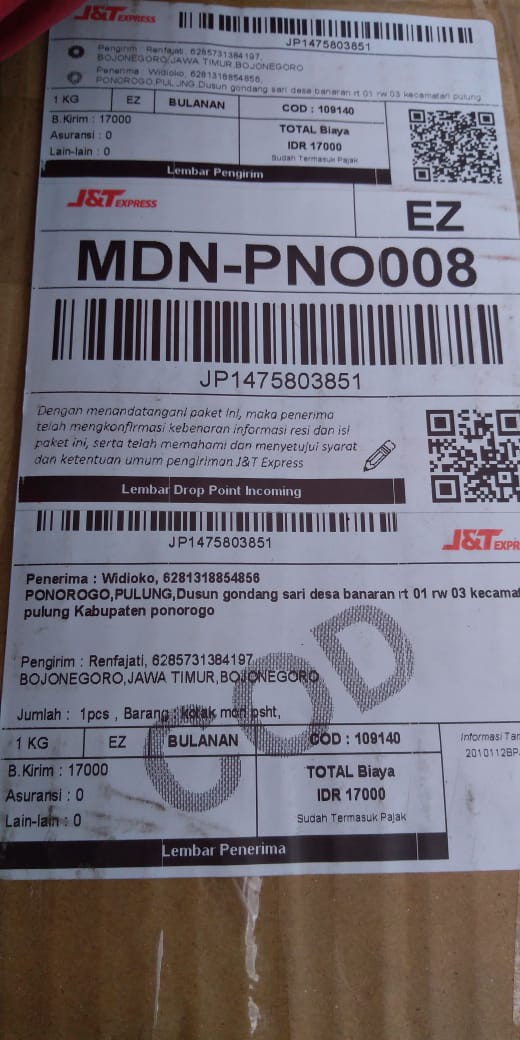 J&T EXPRESS
JP1475803851
Pengirim : Renfajati, 6285731384197,
BOJONEGORO,JAWA TIMUR,BOJONEGORO
Penerima : Widioko, 6281318854856,
PONOROGO,PULUNG,Dusun gondang sari desa banaran rt 01 rw 03 kecamatan pulung
1 KG EZ BULANAN COD : 109140
B.Kirim : 17000
Asuransi : 0
Lain-lain : 0
TOTAL Biaya
IDR 17000
Sudah Termasuk Pajak
Lembar Pengirim
J&T EXPRESS
EZ
MDN-PNO008
JP1475803851
Dengan menandatangani paket ini, maka penerima
telah mengkonfirmasi kebenaran informasi resi dan isi
paket ini, serta telah memahami dan menyetujui syarat
dan ketentuan umum pengiriman J&T Express
Lembar Drop Point Incoming
JP1475803851
J&T EXPR
Penerima : Widioko, 6281318854856
PONOROGO,PULUNG,Dusun gondang sari desa banaran rt 01 rw 03 kecamat
pulung Kabupaten ponorogo
Pengirim : Renfajati, 6285731384197
BOJONEGORO,JAWA TIMUR,BOJONEGORO
Jumlah : 1pcs , Barang : kotak mdn psht,
COD
1 KG EZ BULANAN COD : 109140
B.Kirim : 17000
Asuransi : 0
Lain-lain : 0
TOTAL Biaya
IDR 17000
Sudah Termasuk Pajak
Informasi Tar
2010112BP
Lembar Penerima